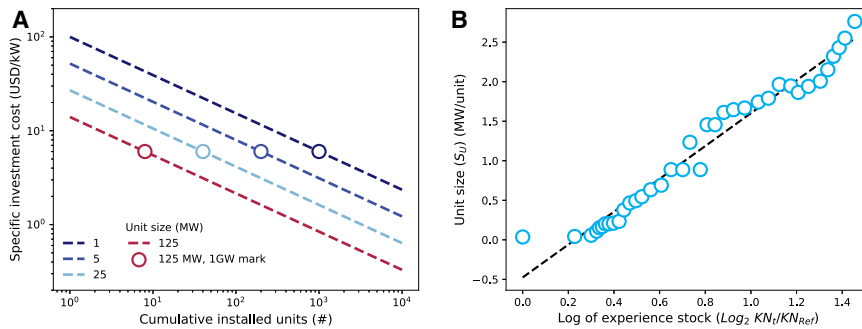 A
Specific investment cost (USD/kW)
10²
10¹
10⁰
Unit size (MW)
1
5
25
125
125 MW, 1GW mark
10⁰ 10¹ 10² 10³ 10⁴
Cumulative installed units (#)
B
Unit size (S_U) (MW/unit)
2.5
2.0
1.5
1.0
0.5
0.0
−0.5
0.0 0.2 0.4 0.6 0.8 1.0 1.2 1.4
Log of experience stock (Log₂ KN_t/KN_Ref)